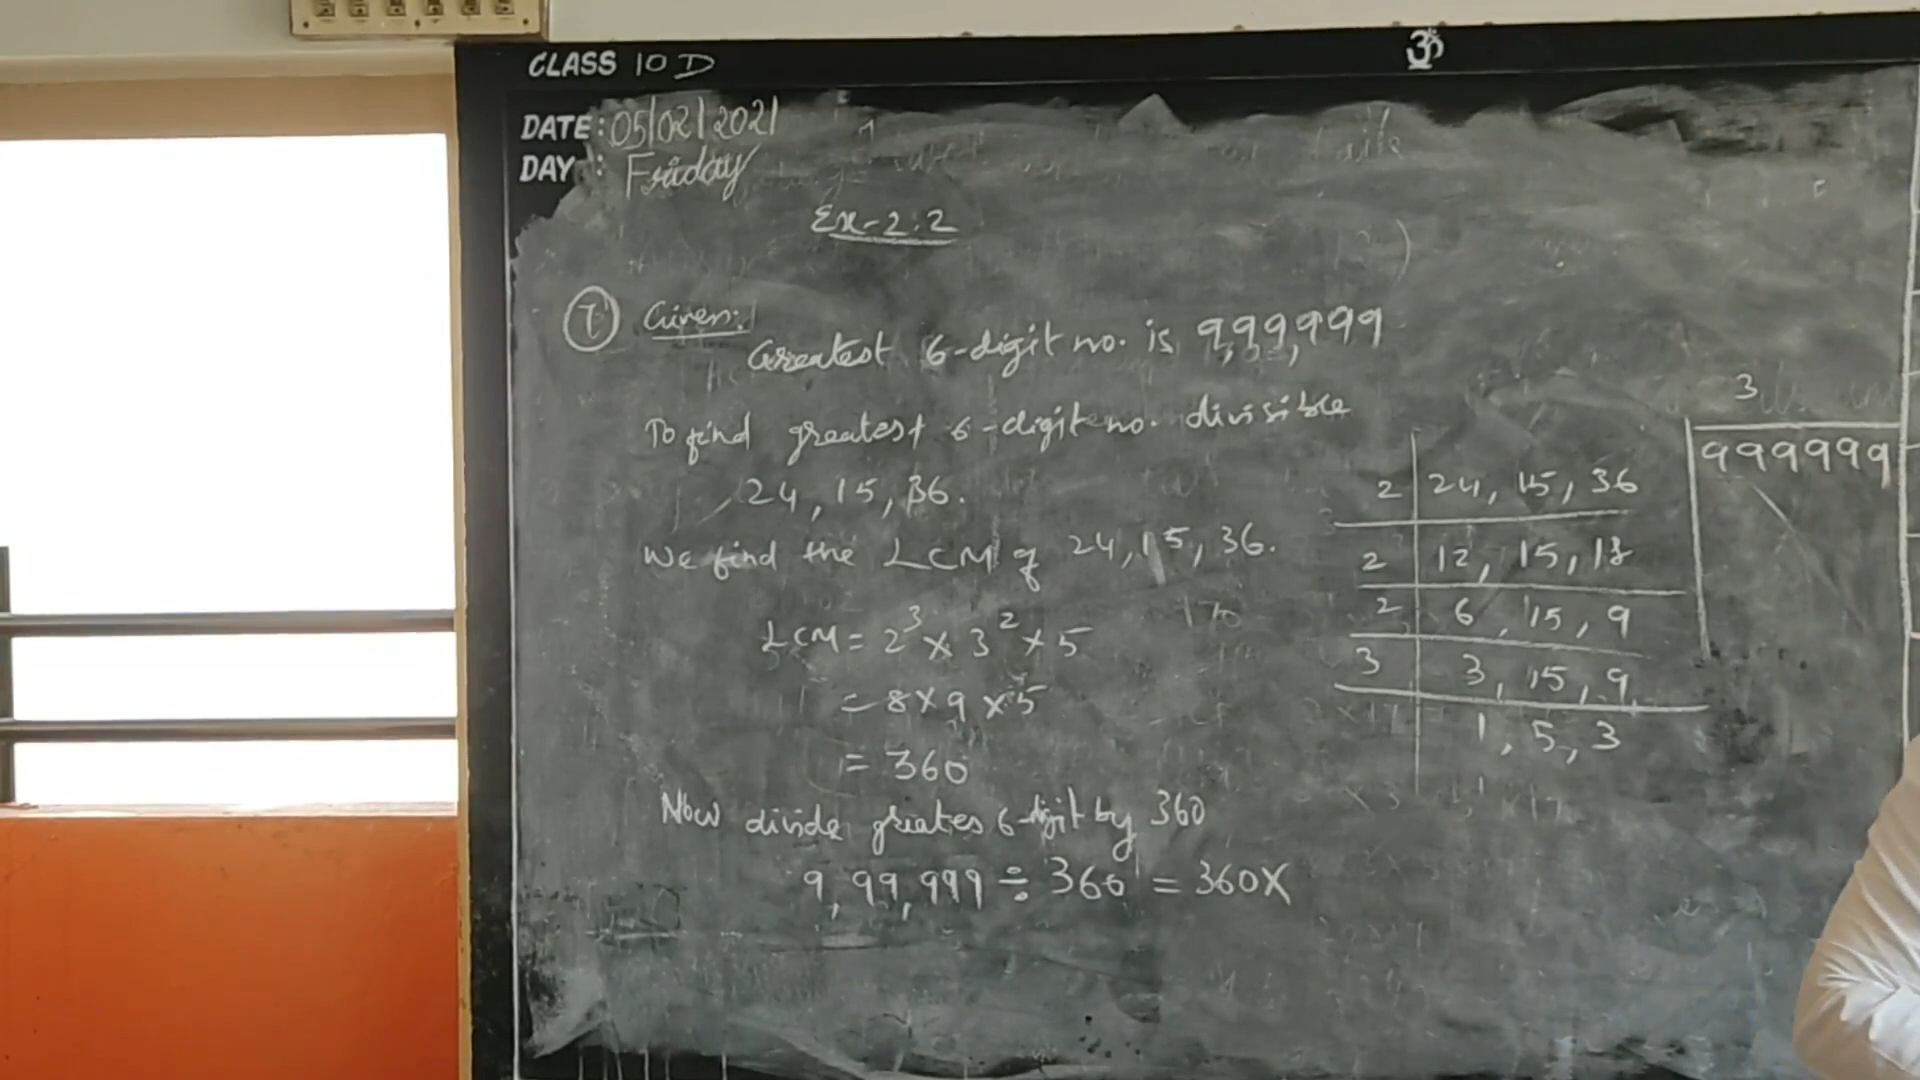 CLASS 10 D
ॐ
DATE: 05/02/2021
DAY : Friday
Ex-2.2
7 Given:
Greatest 6-digit no. is 9,99,999
To find greatest 6-digit no. divisible
24, 15, 36.
We find the LCM of 24, 15, 36.
LCM = 2³ × 3² × 5
= 8 × 9 × 5
= 360
Now divide greates 6-digit by 360
9,99,999 ÷ 360 = 360X
2 | 24, 15, 36
2 | 12, 15, 18
2 | 6, 15, 9
3 | 3, 15, 9
1, 5, 3
3
999999